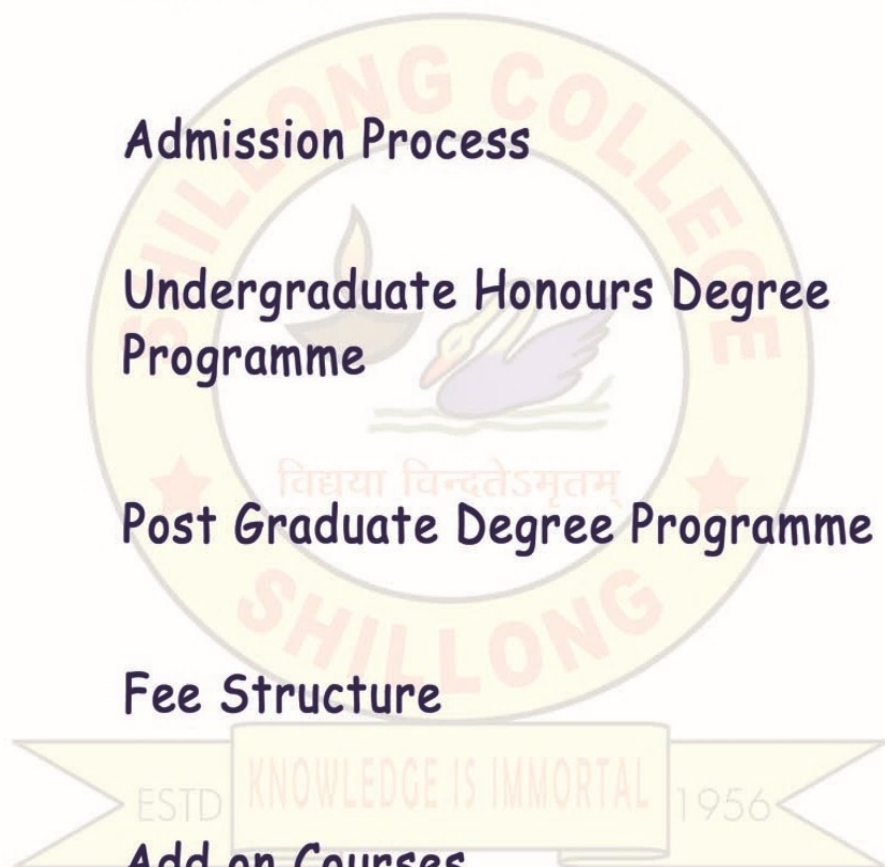 SHILLONG COLLEGE
Admission Process
Undergraduate Honours Degree
Programme
विद्यया विन्दतेऽमृतम्
Post Graduate Degree Programme
SHILLONG
Fee Structure
ESTD KNOWLEDGE IS IMMORTAL 1956
Add on Courses